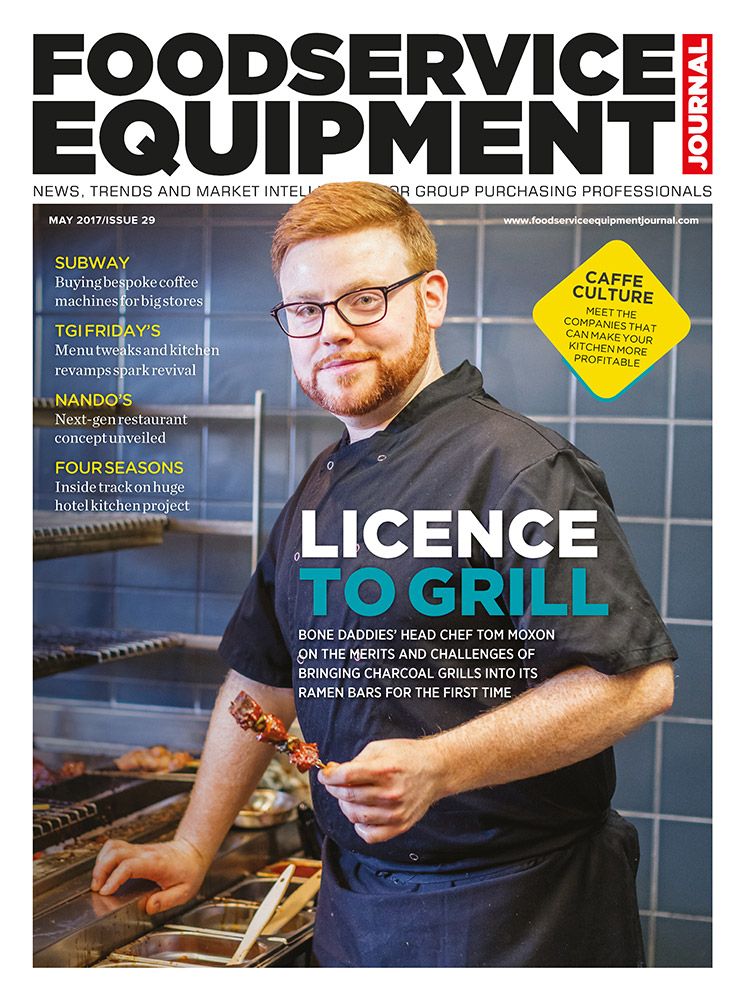 FOODSERVICE
EQUIPMENT
JOURNAL
NEWS, TRENDS AND MARKET INTELL OR GROUP PURCHASING PROFESSIONALS
MAY 2017/ISSUE 29
www.foodserviceequipmentjournal.com
SUBWAY
Buying bespoke coffee
machines for big stores
TGI FRIDAY'S
Menu tweaks and kitchen
revamps spark revival
NANDO'S
Next-gen restaurant
concept unveiled
FOUR SEASONS
Inside track on huge
hotel kitchen project
CAFFE
CULTURE
MEET THE
COMPANIES THAT
CAN MAKE YOUR
KITCHEN MORE
PROFITABLE
LICENCE
TO GRILL
BONE DADDIES' HEAD CHEF TOM MOXON
ON THE MERITS AND CHALLENGES OF
BRINGING CHARCOAL GRILLS INTO ITS
RAMEN BARS FOR THE FIRST TIME